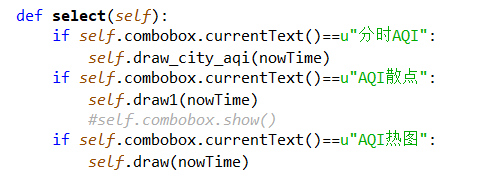 def select(self):
if self.combobox.currentText()==u"分时AQI":
self.draw_city_aqi(nowTime)
if self.combobox.currentText()==u"AQI散点":
self.draw1(nowTime)
#self.combobox.show()
if self.combobox.currentText()==u"AQI热图":
self.draw(nowTime)